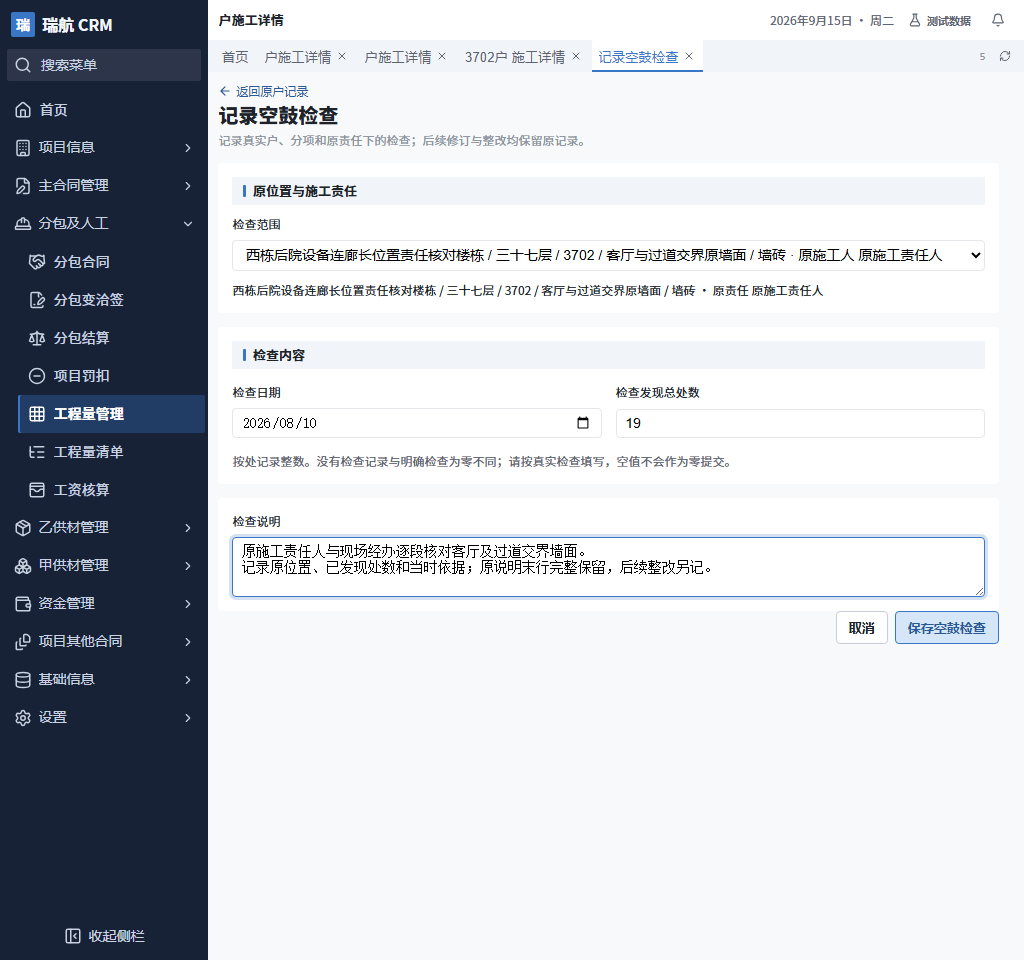 瑞 瑞航 CRM
搜索菜单
首页
项目信息
主合同管理
分包及人工
分包合同
分包变洽签
分包结算
项目罚扣
工程量管理
工程量清单
工资核算
乙供材管理
甲供材管理
资金管理
项目其他合同
基础信息
设置
收起侧栏
户施工详情
2026年9月15日 • 周二 测试数据
首页 户施工详情 × 户施工详情 × 3702户 施工详情 × 记录空鼓检查 × 5
← 返回原户记录
记录空鼓检查
记录真实户、分项和原责任下的检查；后续修订与整改均保留原记录。
原位置与施工责任
检查范围
西栋后院设备连廊长位置责任核对楼栋 / 三十七层 / 3702 / 客厅与过道交界原墙面 / 墙砖 · 原施工人 原施工责任人
西栋后院设备连廊长位置责任核对楼栋 / 三十七层 / 3702 / 客厅与过道交界原墙面 / 墙砖 • 原责任 原施工责任人
检查内容
检查日期 检查发现总处数
2026/08/10 19
按处记录整数。没有检查记录与明确检查为零不同；请按真实检查填写，空值不会作为零提交。
检查说明
原施工责任人与现场经办逐段核对客厅及过道交界墙面。
记录原位置、已发现处数和当时依据；原说明末行完整保留，后续整改另记。
取消 保存空鼓检查